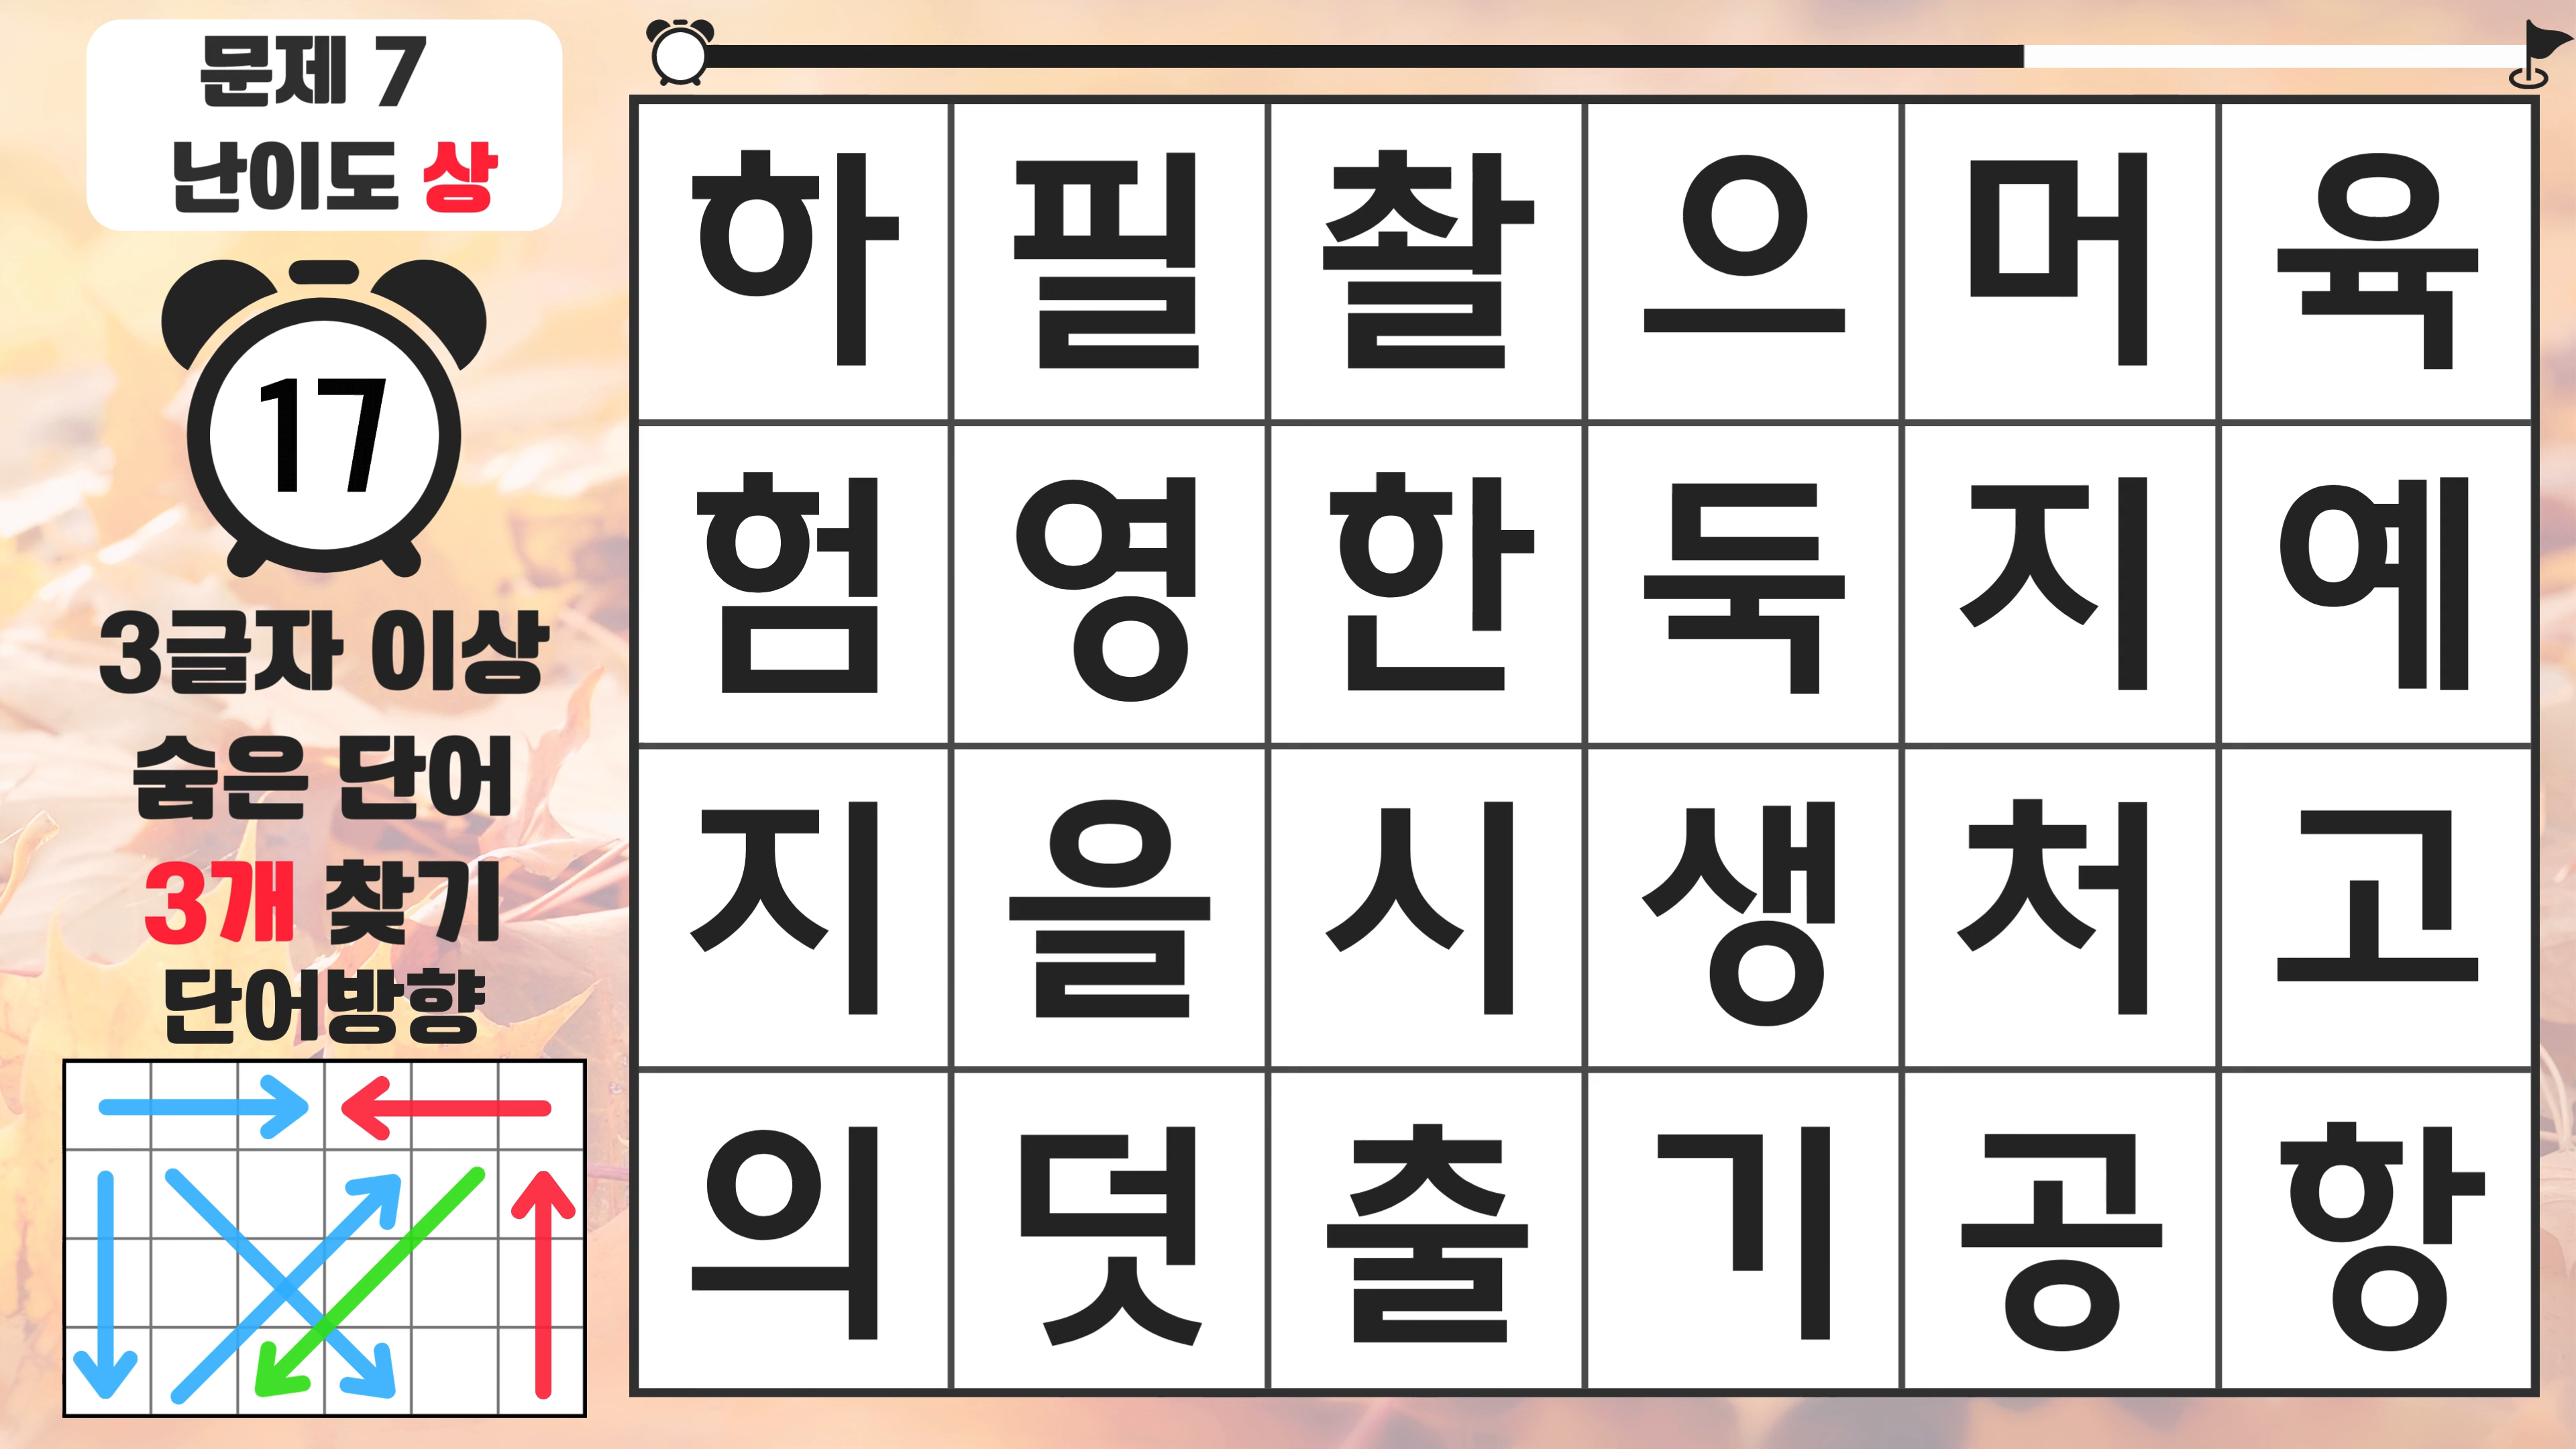 문제 7
난이도 상
17
3글자 이상
숨은 단어
3개 찾기
단어방향
하 필 촬 으 머 육
험 영 한 둑 지 예
지 을 시 생 처 고
의 덧 출 기 공 항